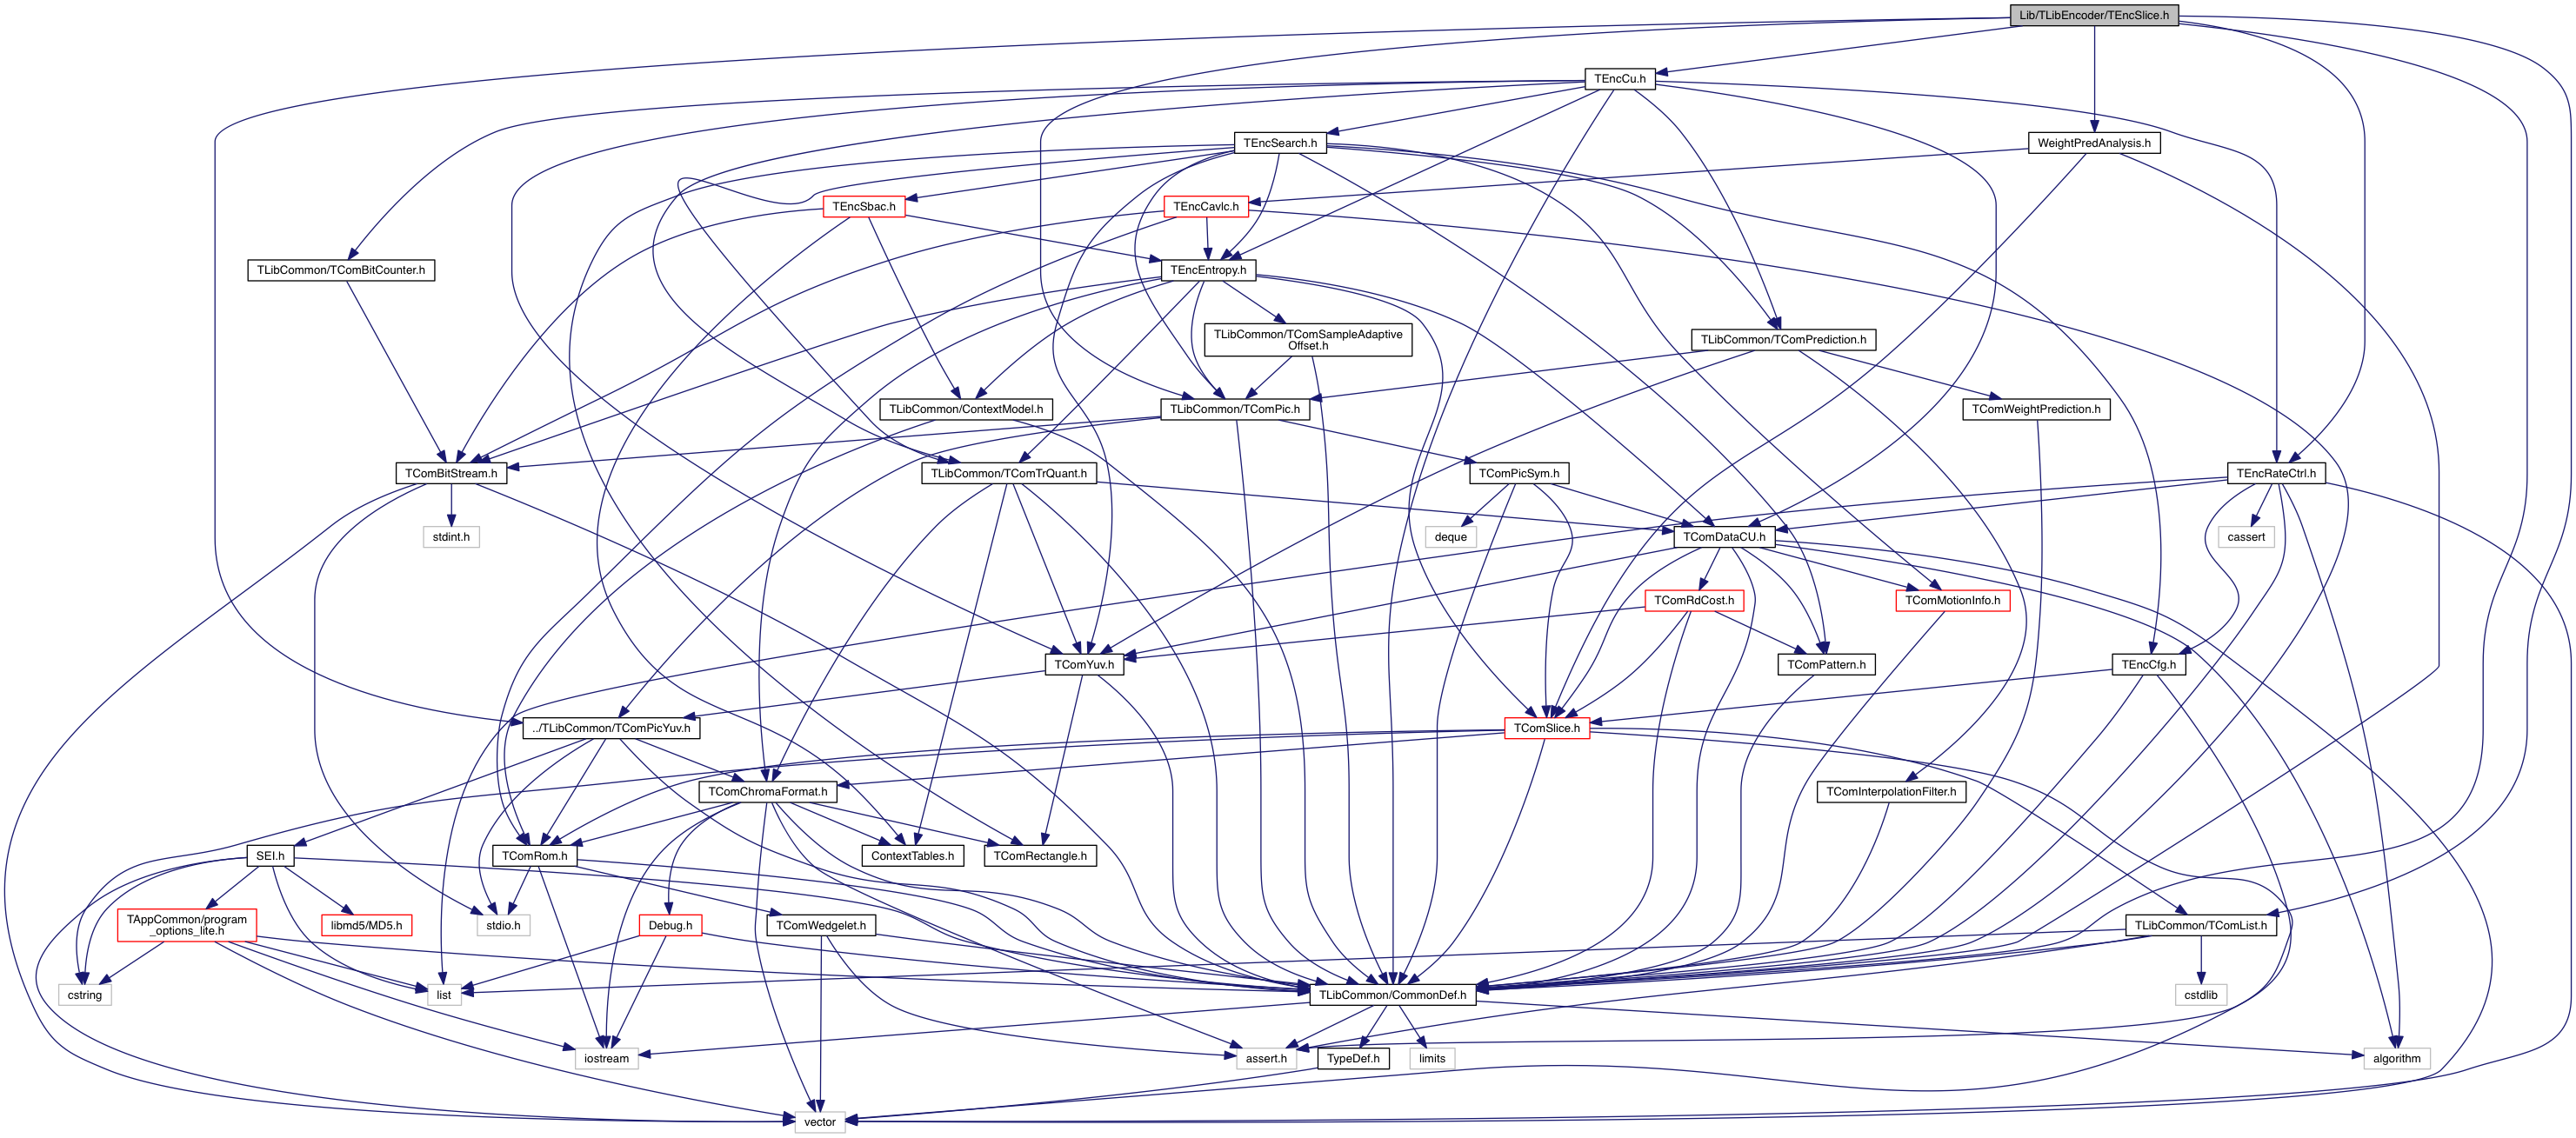 Lib/TLibEncoder/TEncSlice.h
TEncCu.h
TEncSearch.h
WeightPredAnalysis.h
TEncSbac.h
TEncCavlc.h
TLibCommon/TComBitCounter.h
TEncEntropy.h
TLibCommon/TComSampleAdaptive
Offset.h
TLibCommon/TComPrediction.h
TLibCommon/ContextModel.h
TLibCommon/TComPic.h
TComWeightPrediction.h
TComBitStream.h
TLibCommon/TComTrQuant.h
TComPicSym.h
TEncRateCtrl.h
stdint.h
deque
TComDataCU.h
cassert
TComRdCost.h
TComMotionInfo.h
TComYuv.h
TComPattern.h
TEncCfg.h
../TLibCommon/TComPicYuv.h
TComSlice.h
TComChromaFormat.h
TComInterpolationFilter.h
SEI.h
TComRom.h
ContextTables.h
TComRectangle.h
TAppCommon/program
_options_lite.h
libmd5/MD5.h
stdio.h
Debug.h
TComWedgelet.h
TLibCommon/TComList.h
cstring
list
TLibCommon/CommonDef.h
cstdlib
iostream
assert.h
TypeDef.h
limits
algorithm
vector